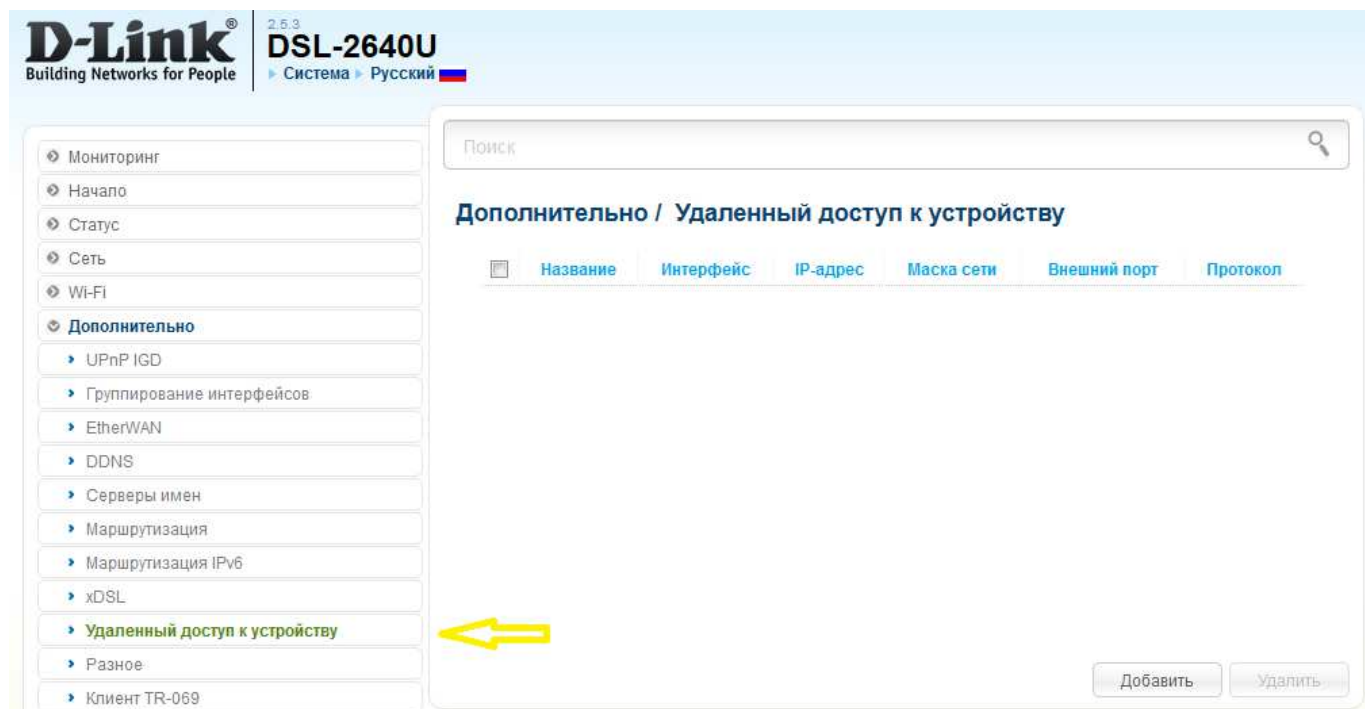 D-Link®
Building Networks for People
2.5.3
DSL-2640U
Система Русский
Мониторинг
Начало
Статус
Сеть
Wi-Fi
Дополнительно
UPnP IGD
Группирование интерфейсов
EtherWAN
DDNS
Серверы имен
Маршрутизация
Маршрутизация IPv6
xDSL
Удаленный доступ к устройству
Разное
Клиент TR-069
Поиск
Дополнительно / Удаленный доступ к устройству
Название Интерфейс IP-адрес Маска сети Внешний порт Протокол
Добавить Удалить